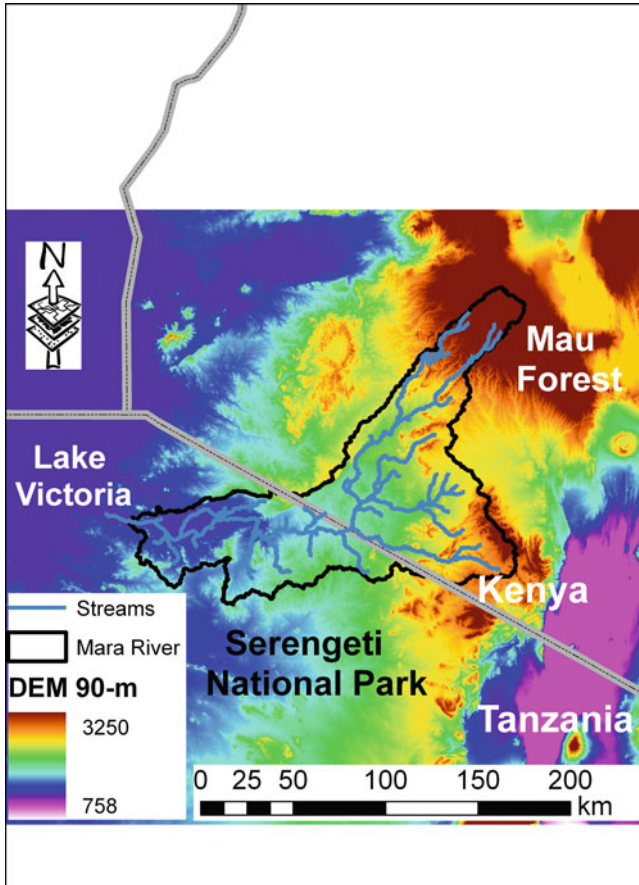 N
Mau
Forest
Lake
Victoria
Kenya
Streams
Mara River
Serengeti
National Park
DEM 90-m
3250
758
Tanzania
0 25 50 100 150 200
km